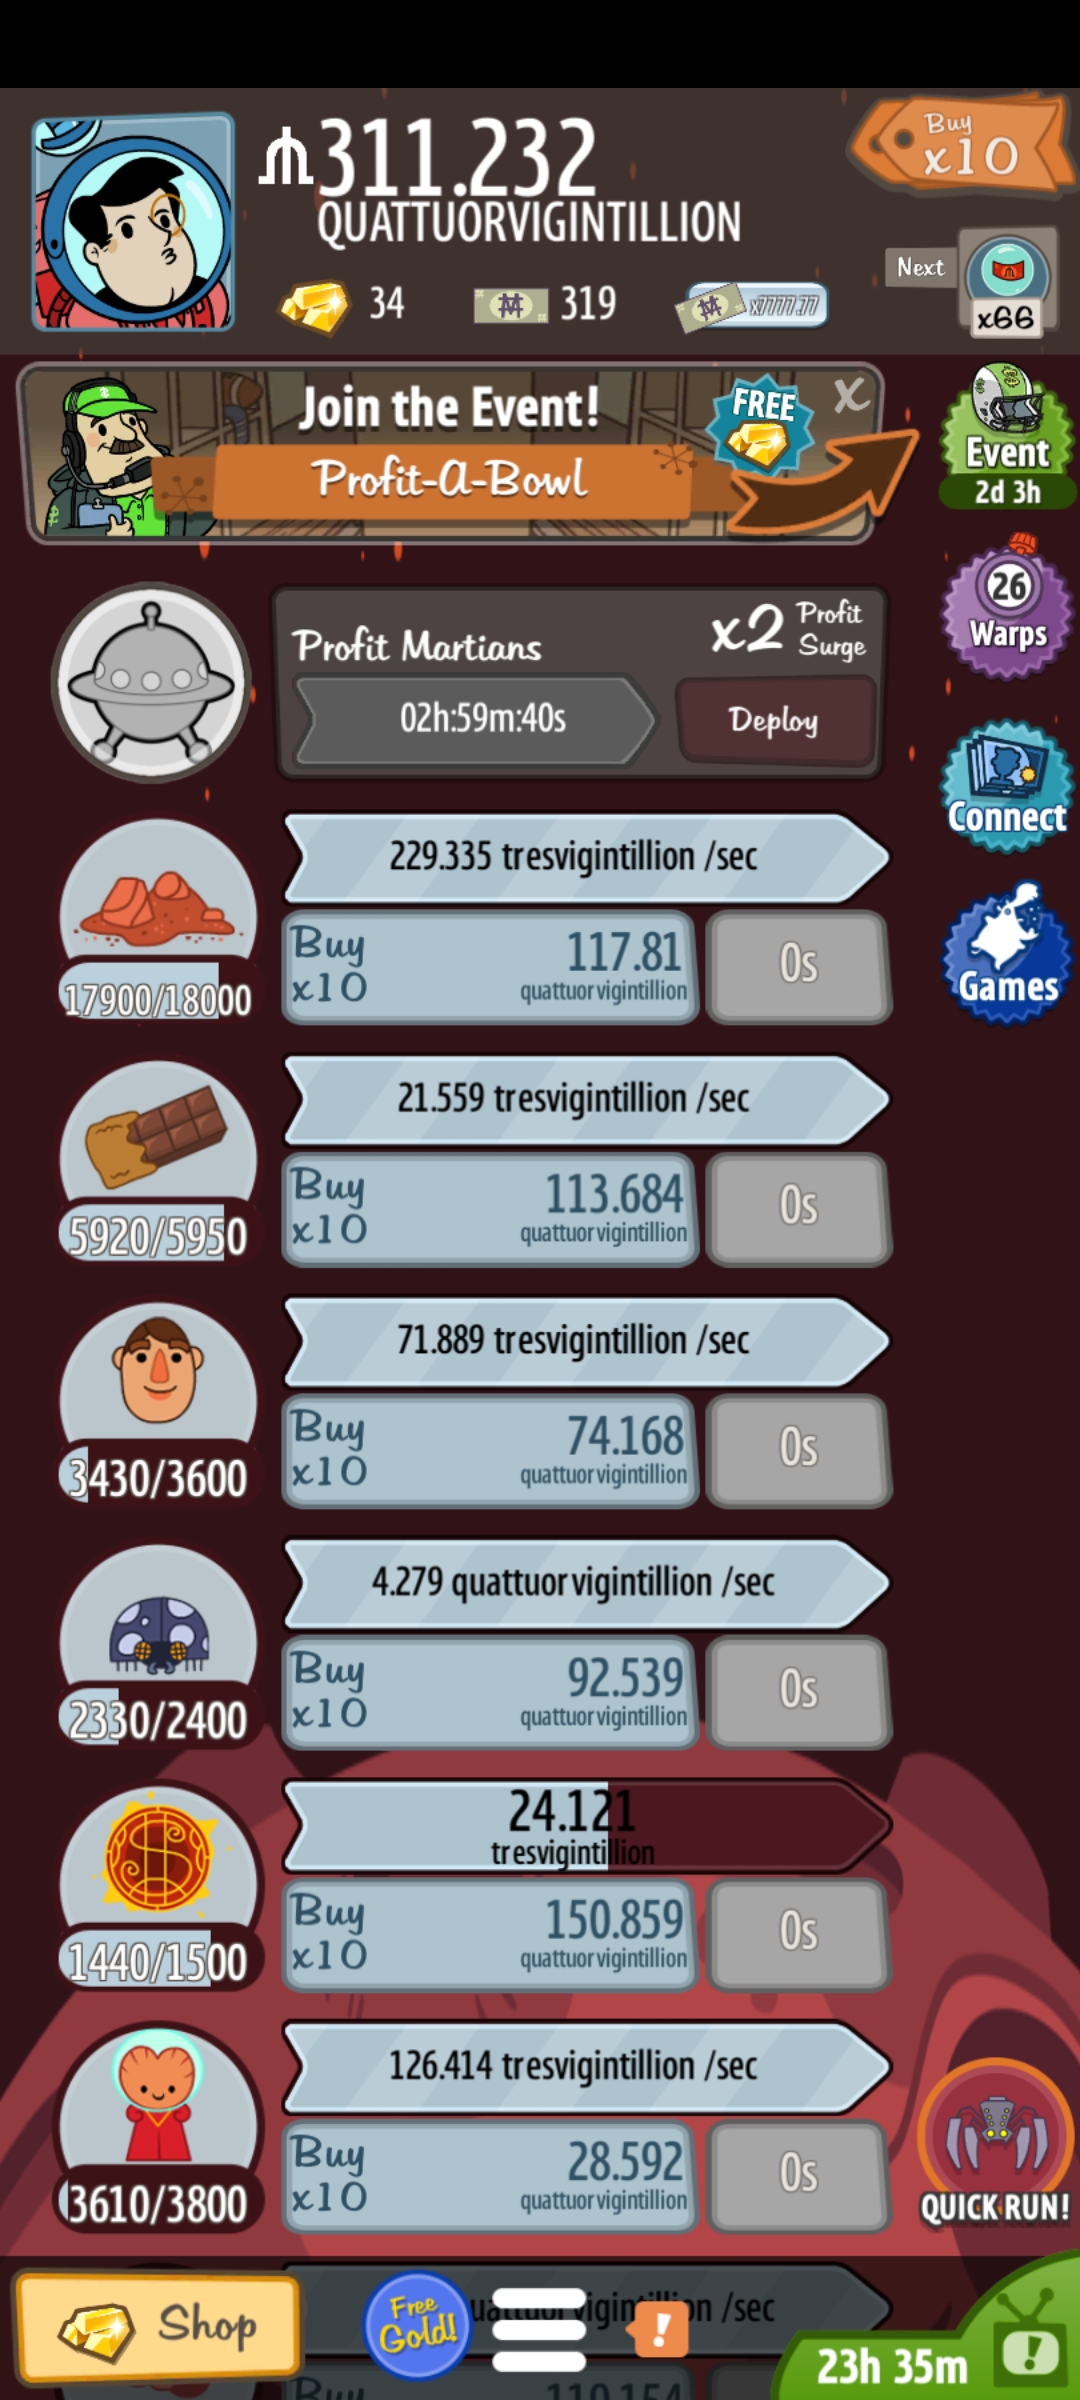 311.232
QUATTUORVIGINTILLION
Buy
x10
34
319
x7777.77
Next
x66
Join the Event!
Profit-A-Bowl
FREE
X
Event
2d 3h
26
Warps
Connect
Games
Profit Martians
x2 Profit Surge
02h:59m:40s
Deploy
229.335 tresvigintillion /sec
17900/18000
Buy
x10
117.81
quattuorvigintillion
0s
21.559 tresvigintillion /sec
5920/5950
Buy
x10
113.684
quattuorvigintillion
0s
71.889 tresvigintillion /sec
3430/3600
Buy
x10
74.168
quattuorvigintillion
0s
4.279 quattuorvigintillion /sec
2330/2400
Buy
x10
92.539
quattuorvigintillion
0s
24.121
tresvigintillion
1440/1500
Buy
x10
150.859
quattuorvigintillion
0s
126.414 tresvigintillion /sec
3610/3800
Buy
x10
28.592
quattuorvigintillion
0s
QUICK RUN!
Shop
Free
Gold!
/sec
23h 35m